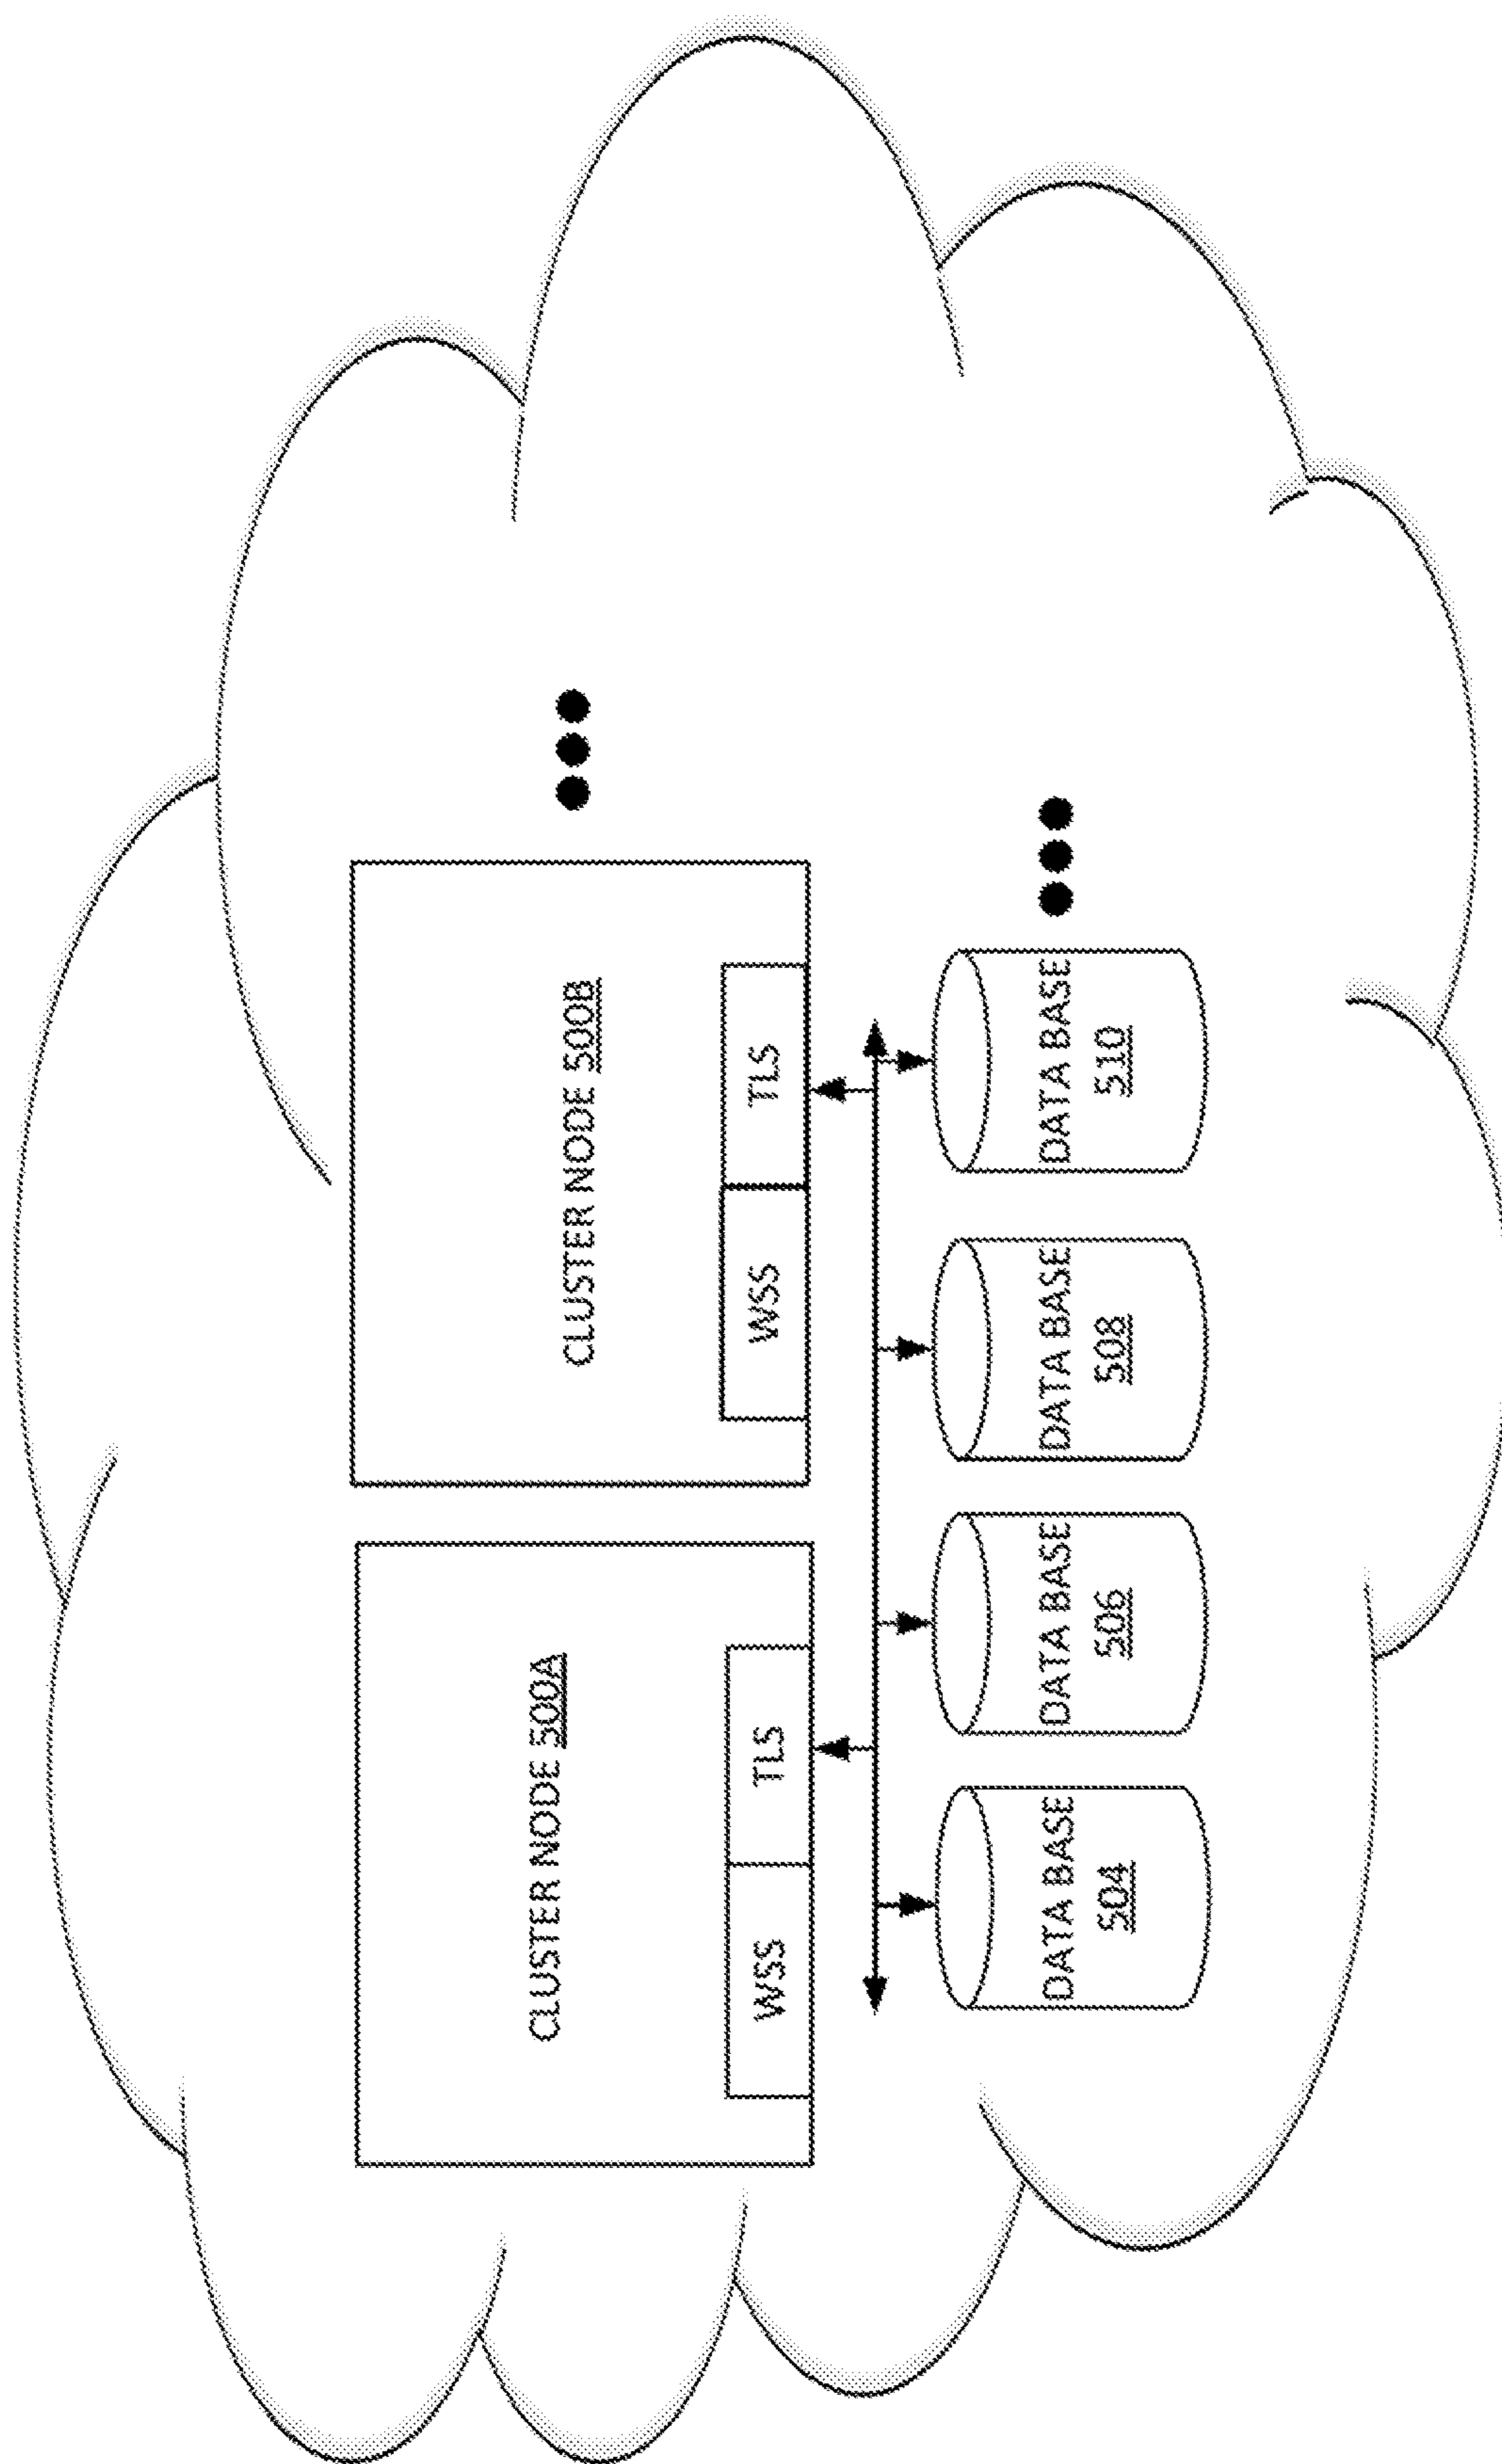 CLUSTER NODE 500A
WSS
TLS
CLUSTER NODE 500B
WSS
TLS
DATA BASE
504
DATA BASE
506
DATA BASE
508
DATA BASE
510